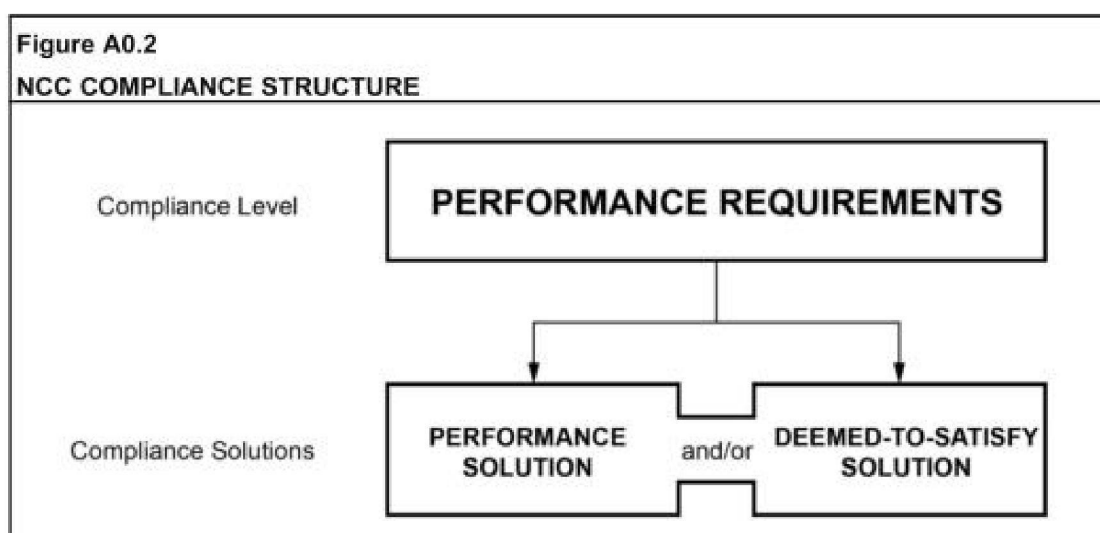 Figure A0.2
NCC COMPLIANCE STRUCTURE
Compliance Level
PERFORMANCE REQUIREMENTS
Compliance Solutions
PERFORMANCE
SOLUTION
and/or
DEEMED-TO-SATISFY
SOLUTION